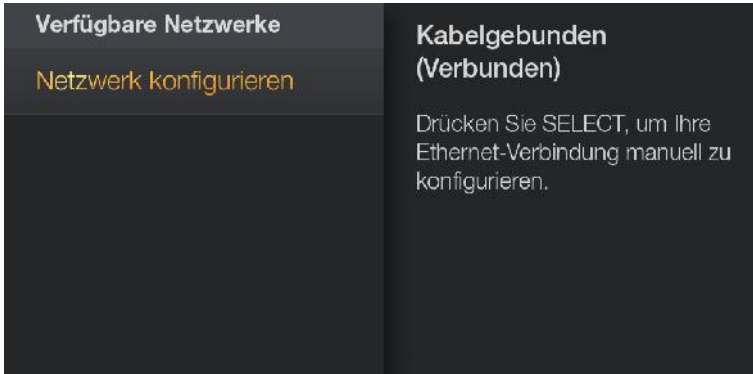 Verfügbare Netzwerke
Netzwerk konfigurieren
Kabelgebunden
(Verbunden)
Drücken Sie SELECT, um Ihre
Ethernet-Verbindung manuell zu
konfigurieren.